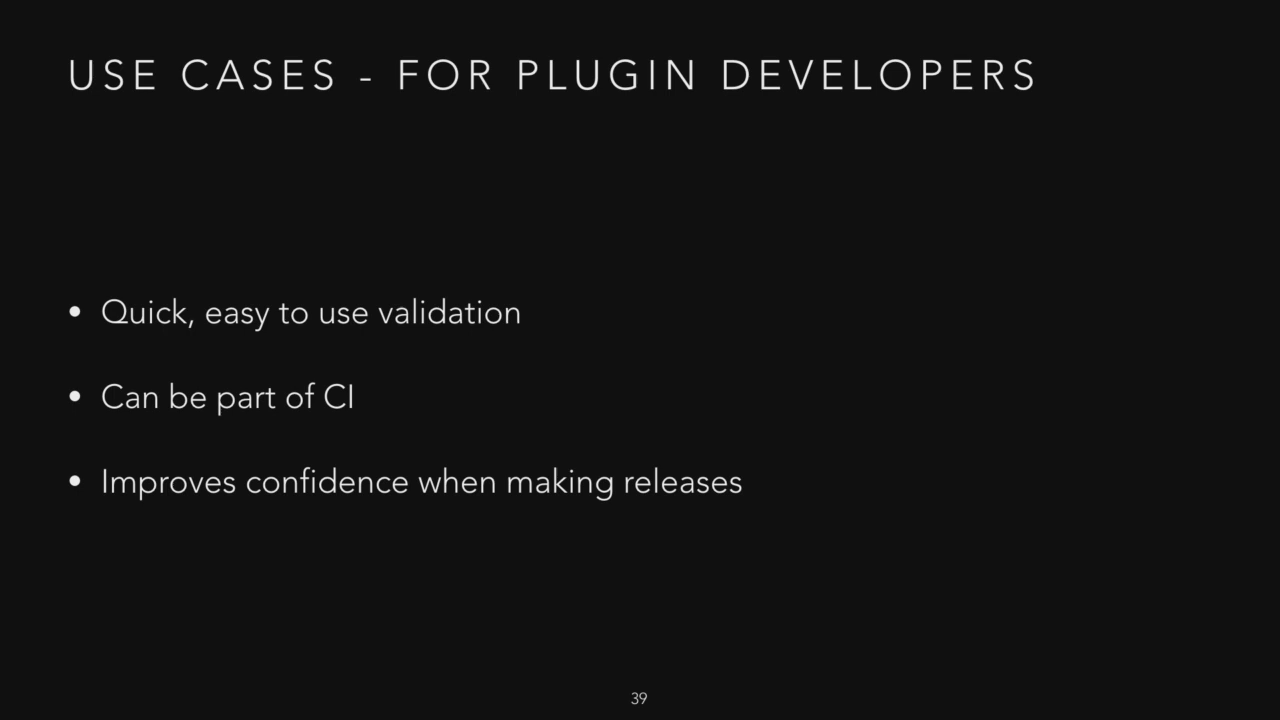 USE CASES - FOR PLUGIN DEVELOPERS
• Quick, easy to use validation
• Can be part of CI
• Improves confidence when making releases
39